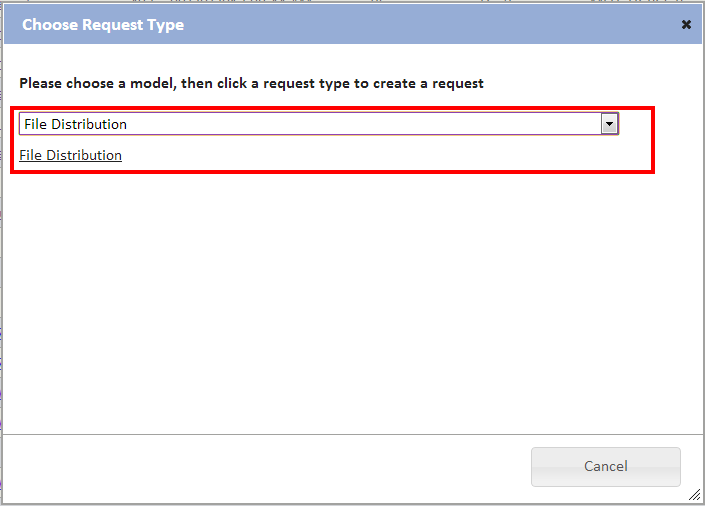 Choose Request Type
Please choose a model, then click a request type to create a request
File Distribution
File Distribution
Cancel